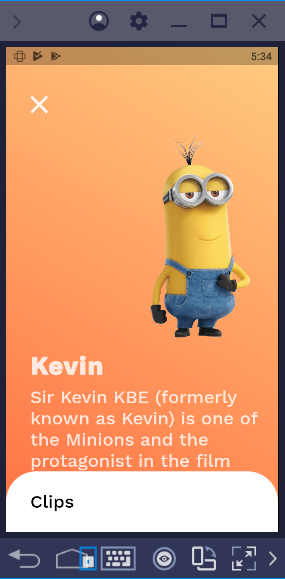 5:34
Kevin
Sir Kevin KBE (formerly
known as Kevin) is one of
the Minions and the
protagonist in the film
Clips